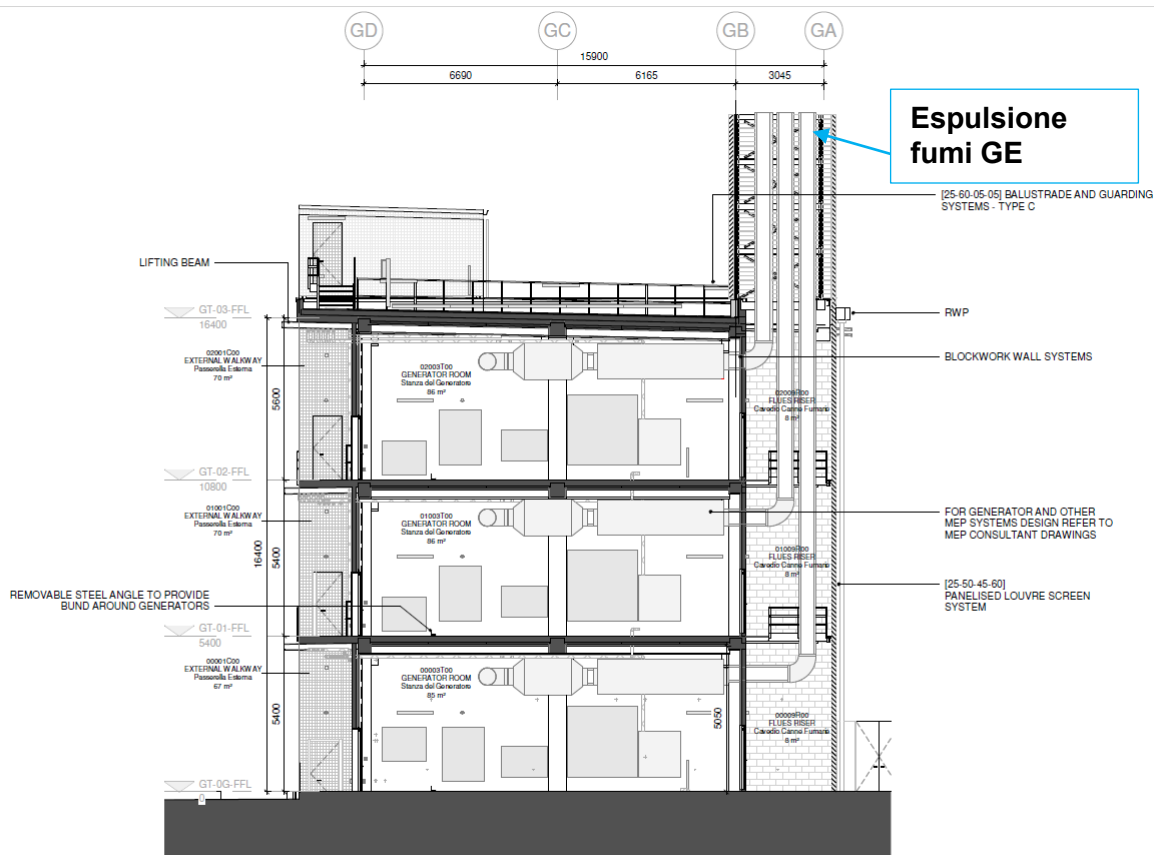 GD
GC
GB
GA
15900
6690
6165
3045
Espulsione
fumi GE
[25-60-05-05] BALUSTRADE AND GUARDING
SYSTEMS - TYPE C
LIFTING BEAM
GT-03-FFL
16400
RWP
02001C00
EXTERNAL WALKWAY
Passerella Esterna
70 m²
02003T00
GENERATOR ROOM
Stanza del Generatore
86 m²
BLOCKWORK WALL SYSTEMS
5600
02009R00
FLUES RISER
Cavedio Canne Fumarie
8 m²
GT-02-FFL
10800
01001C00
EXTERNAL WALKWAY
Passerella Esterna
70 m²
01003T00
GENERATOR ROOM
Stanza del Generatore
86 m²
FOR GENERATOR AND OTHER
MEP SYSTEMS DESIGN REFER TO
MEP CONSULTANT DRAWINGS
16400
5400
01009R00
FLUES RISER
Cavedio Canne Fumarie
8 m²
REMOVABLE STEEL ANGLE TO PROVIDE
BUND AROUND GENERATORS
[25-50-45-60]
PANELISED LOUVRE SCREEN
SYSTEM
GT-01-FFL
5400
00001C00
EXTERNAL WALKWAY
Passerella Esterna
67 m²
00003T00
GENERATOR ROOM
Stanza del Generatore
85 m²
5400
5050
00009R00
FLUES RISER
Cavedio Canne Fumarie
8 m²
GT-0G-FFL
0